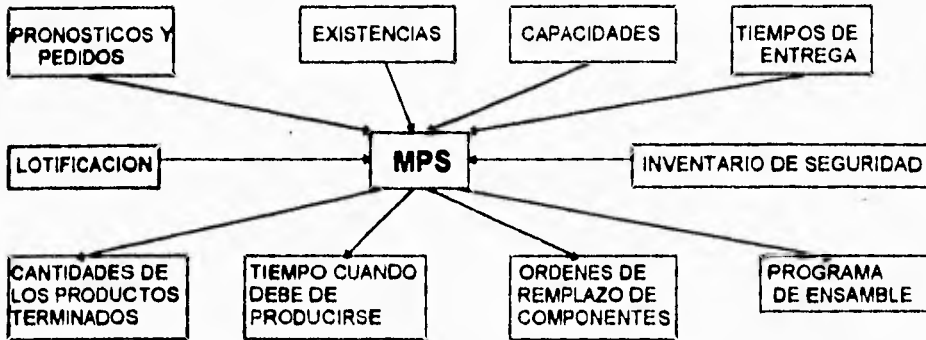 PRONOSTICOS Y
PEDIDOS
EXISTENCIAS
CAPACIDADES
TIEMPOS DE
ENTREGA
LOTIFICACION
MPS
INVENTARIO DE SEGURIDAD
CANTIDADES DE
LOS PRODUCTOS
TERMINADOS
TIEMPO CUANDO
DEBE DE
PRODUCIRSE
ORDENES DE
REMPLAZO DE
COMPONENTES
PROGRAMA
DE ENSAMBLE